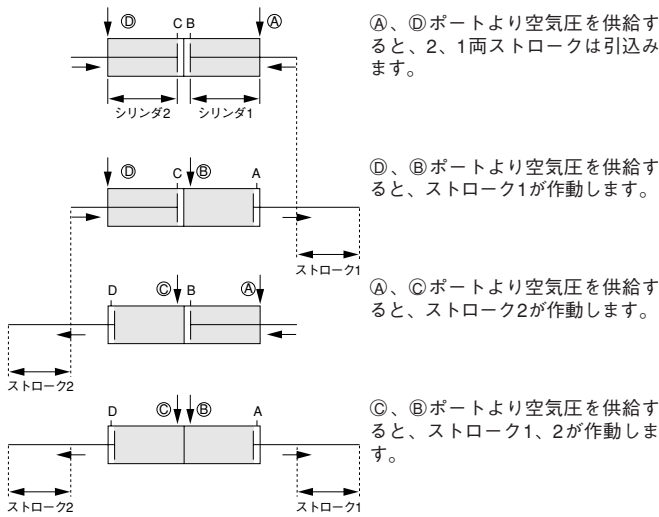 Ⓓ C B Ⓐ
シリンダ2 シリンダ1
Ⓐ、Ⓓポートより空気圧を供給す
ると、2、1両ストロークは引込み
ます。
Ⓓ C Ⓑ A
ストローク1
Ⓓ、Ⓑポートより空気圧を供給す
ると、ストローク1が作動します。
D Ⓒ B Ⓐ
ストローク2
Ⓐ、Ⓒポートより空気圧を供給す
ると、ストローク2が作動します。
D Ⓒ Ⓑ A
ストローク2 ストローク1
Ⓒ、Ⓑポートより空気圧を供給す
ると、ストローク1、2が作動しま
す。